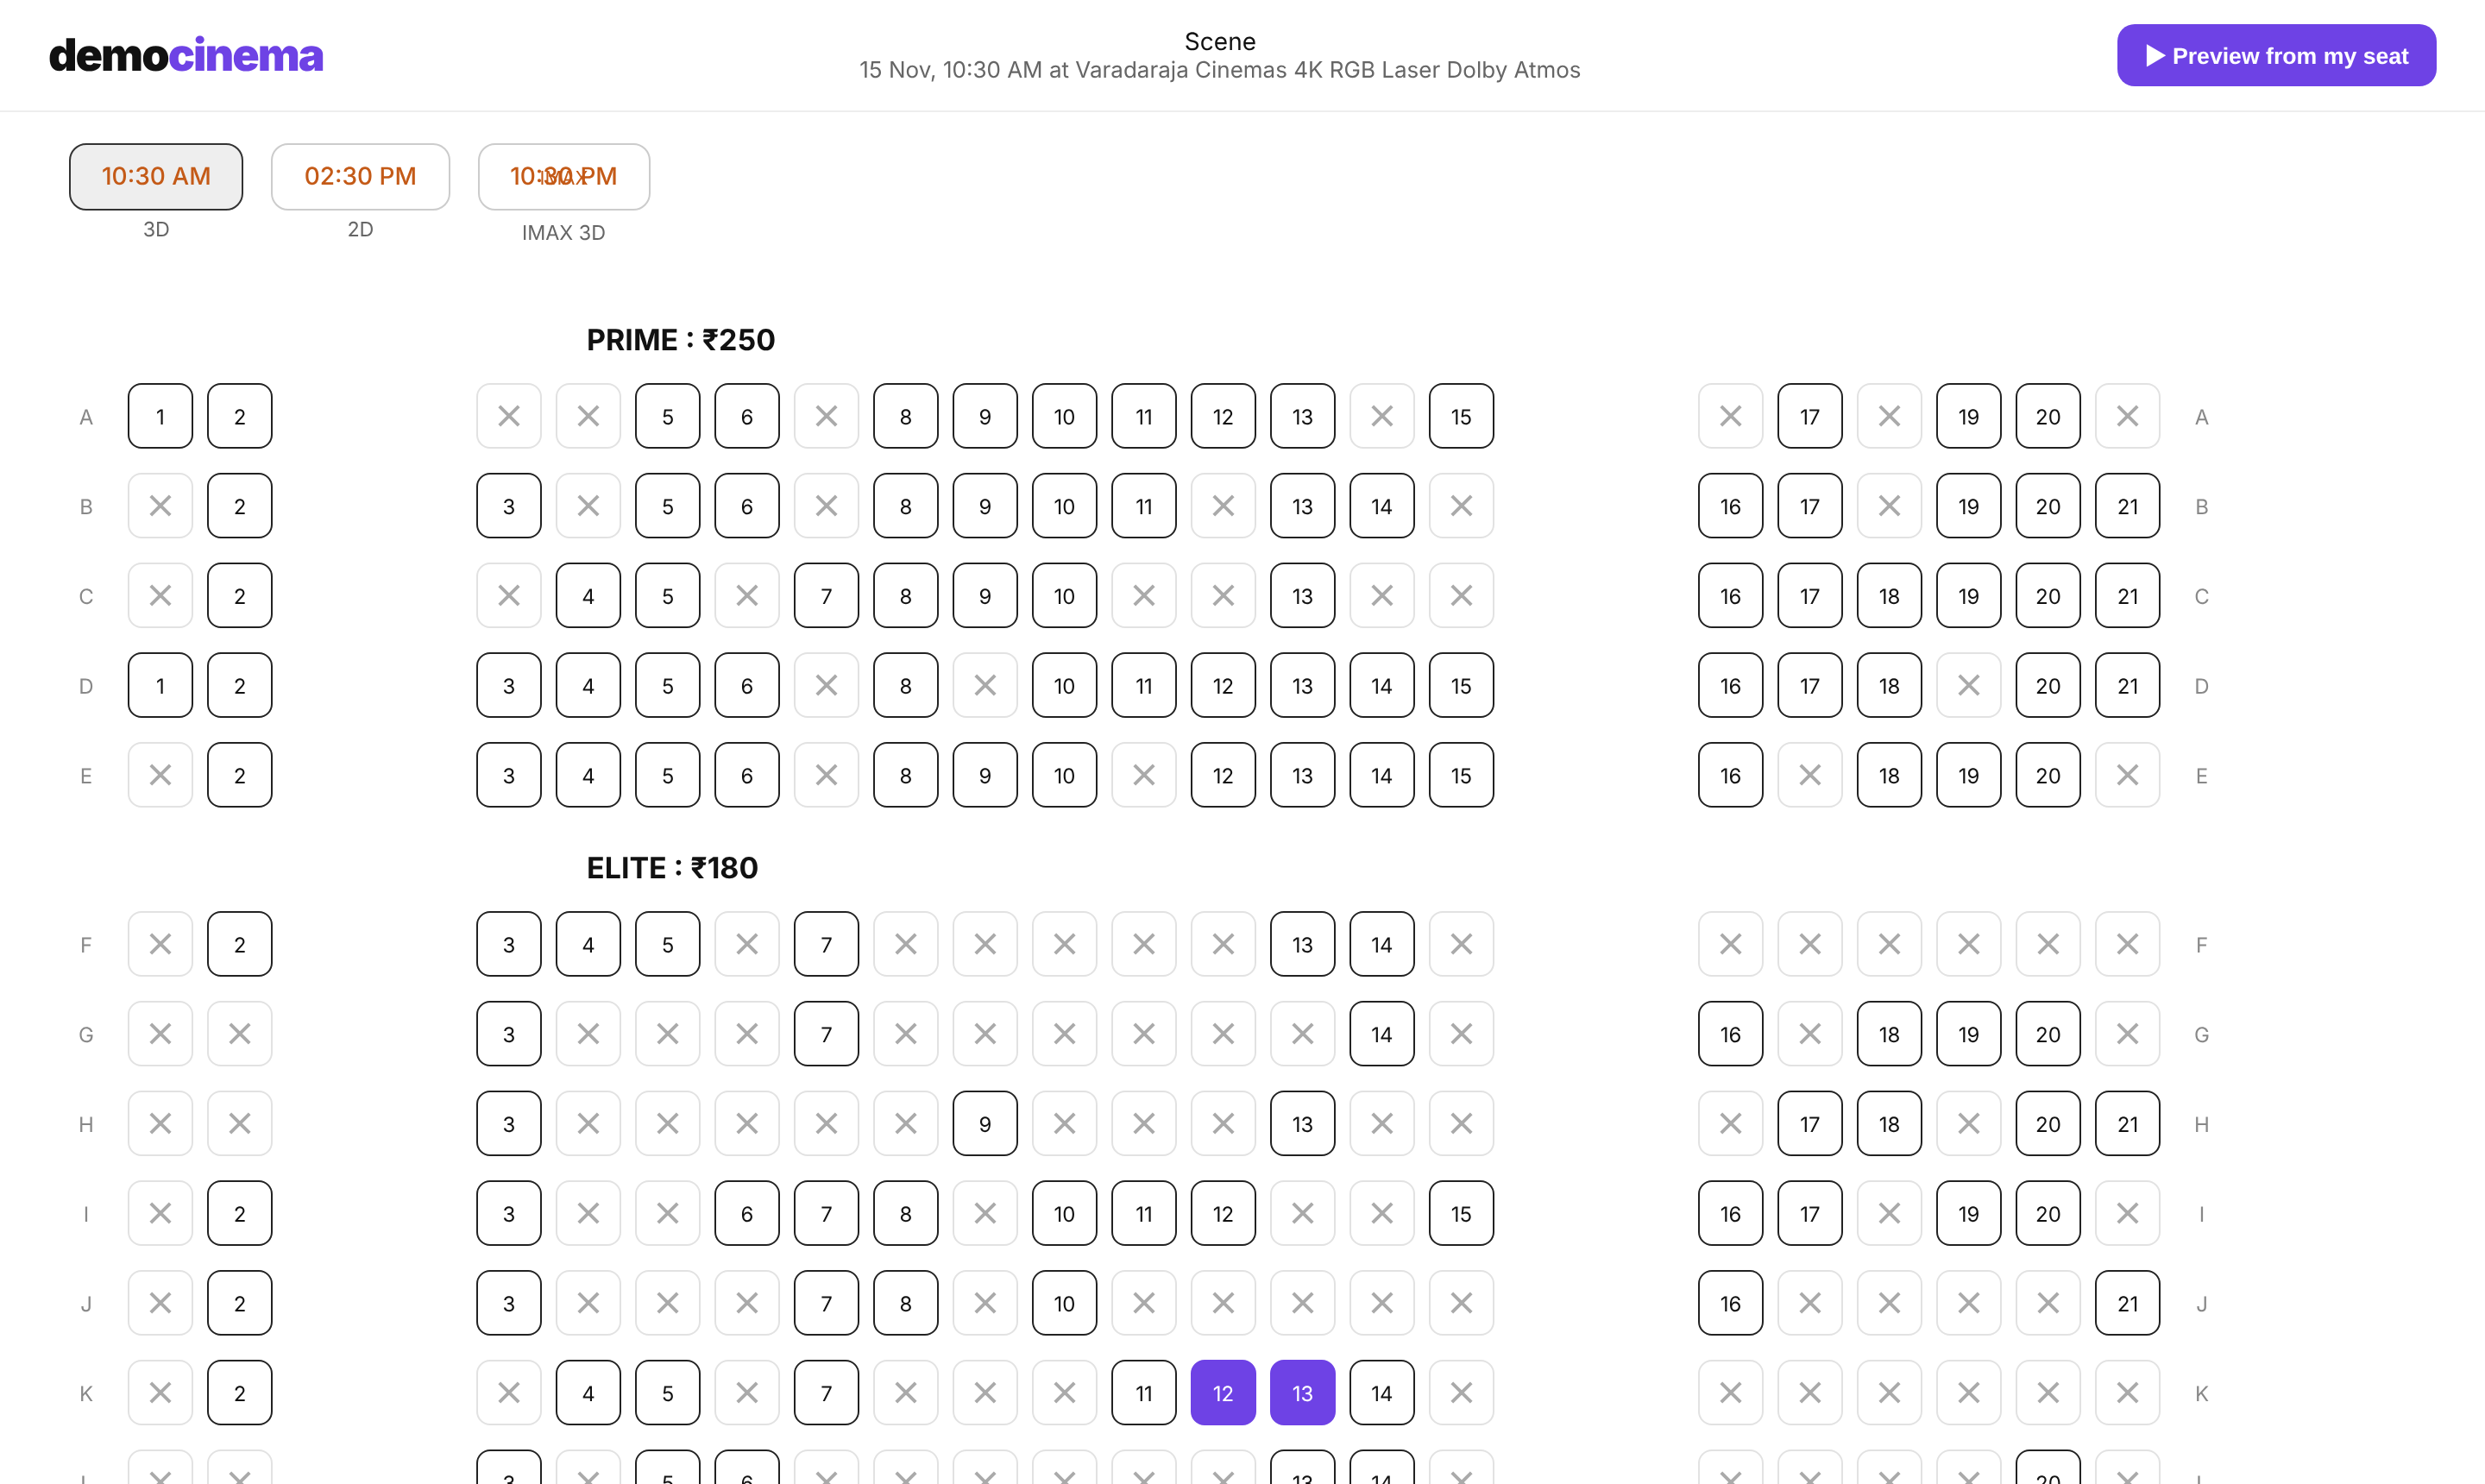 democinema
Scene
15 Nov, 10:30 AM at Varadaraja Cinemas 4K RGB Laser Dolby Atmos
▶ Preview from my seat
10:30 AM
02:30 PM
10:30 PM
IMAX
3D
2D
IMAX 3D
PRIME : ₹250
A 1 2 5 6 8 9 10 11 12 13 15 17 19 20 A
B 2 3 5 6 8 9 10 11 13 14 16 17 19 20 21 B
C 2 4 5 7 8 9 10 13 16 17 18 19 20 21 C
D 1 2 3 4 5 6 8 10 11 12 13 14 15 16 17 18 20 21 D
E 2 3 4 5 6 8 9 10 12 13 14 15 16 18 19 20 E
ELITE : ₹180
F 2 3 4 5 7 13 14 F
G 3 7 14 16 18 19 20 G
H 3 9 13 17 18 20 21 H
I 2 3 6 7 8 10 11 12 15 16 17 19 20 I
J 2 3 7 8 10 16 21 J
K 2 4 5 7 11 12 13 14 K
L 3 5 6 13 14 20 L